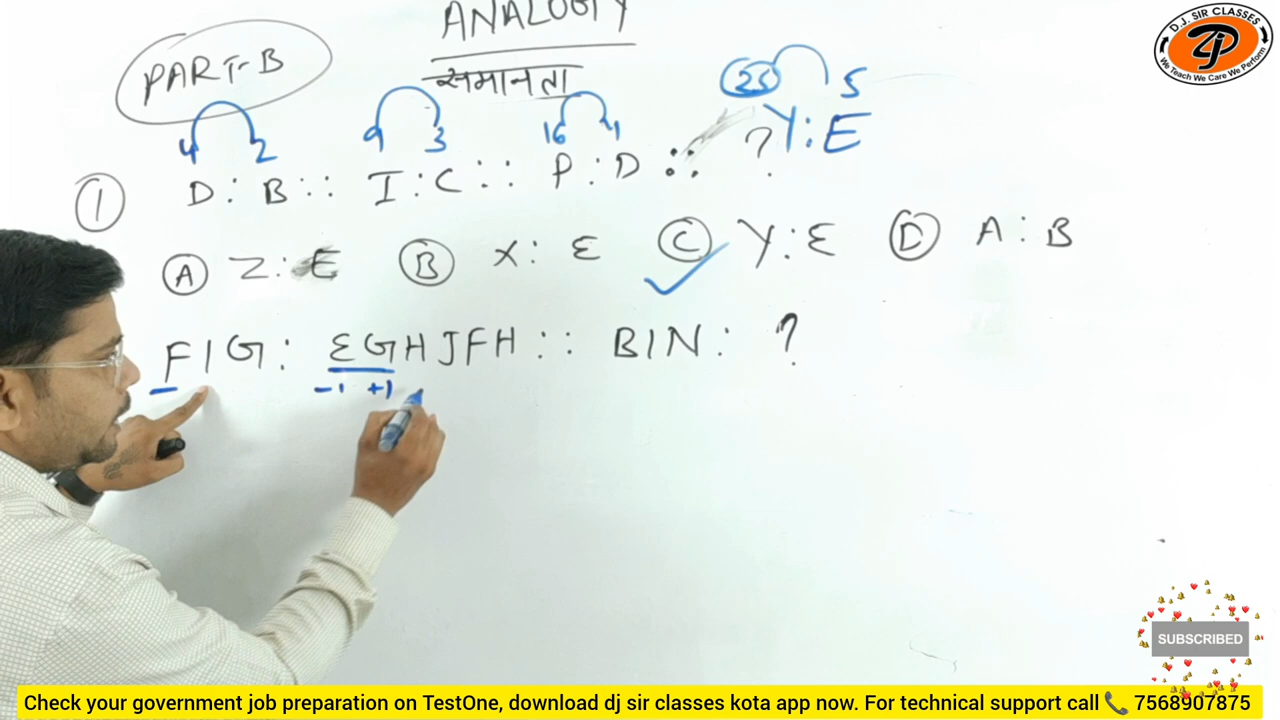 ANALOGY
PART-B
समानता
25 5
4 2 9 3 16 4 Y:E
① D : B :: I : C :: P : D :: ?
Ⓐ Z : E Ⓑ X : E Ⓒ Y : E Ⓓ A : B
FIG : EGHJFH :: BIN : ?
-1 +1
D.J. SIR CLASSES
We Teach We Care We Perform
SUBSCRIBED
Check your government job preparation on TestOne, download dj sir classes kota app now. For technical support call 📞 7568907875